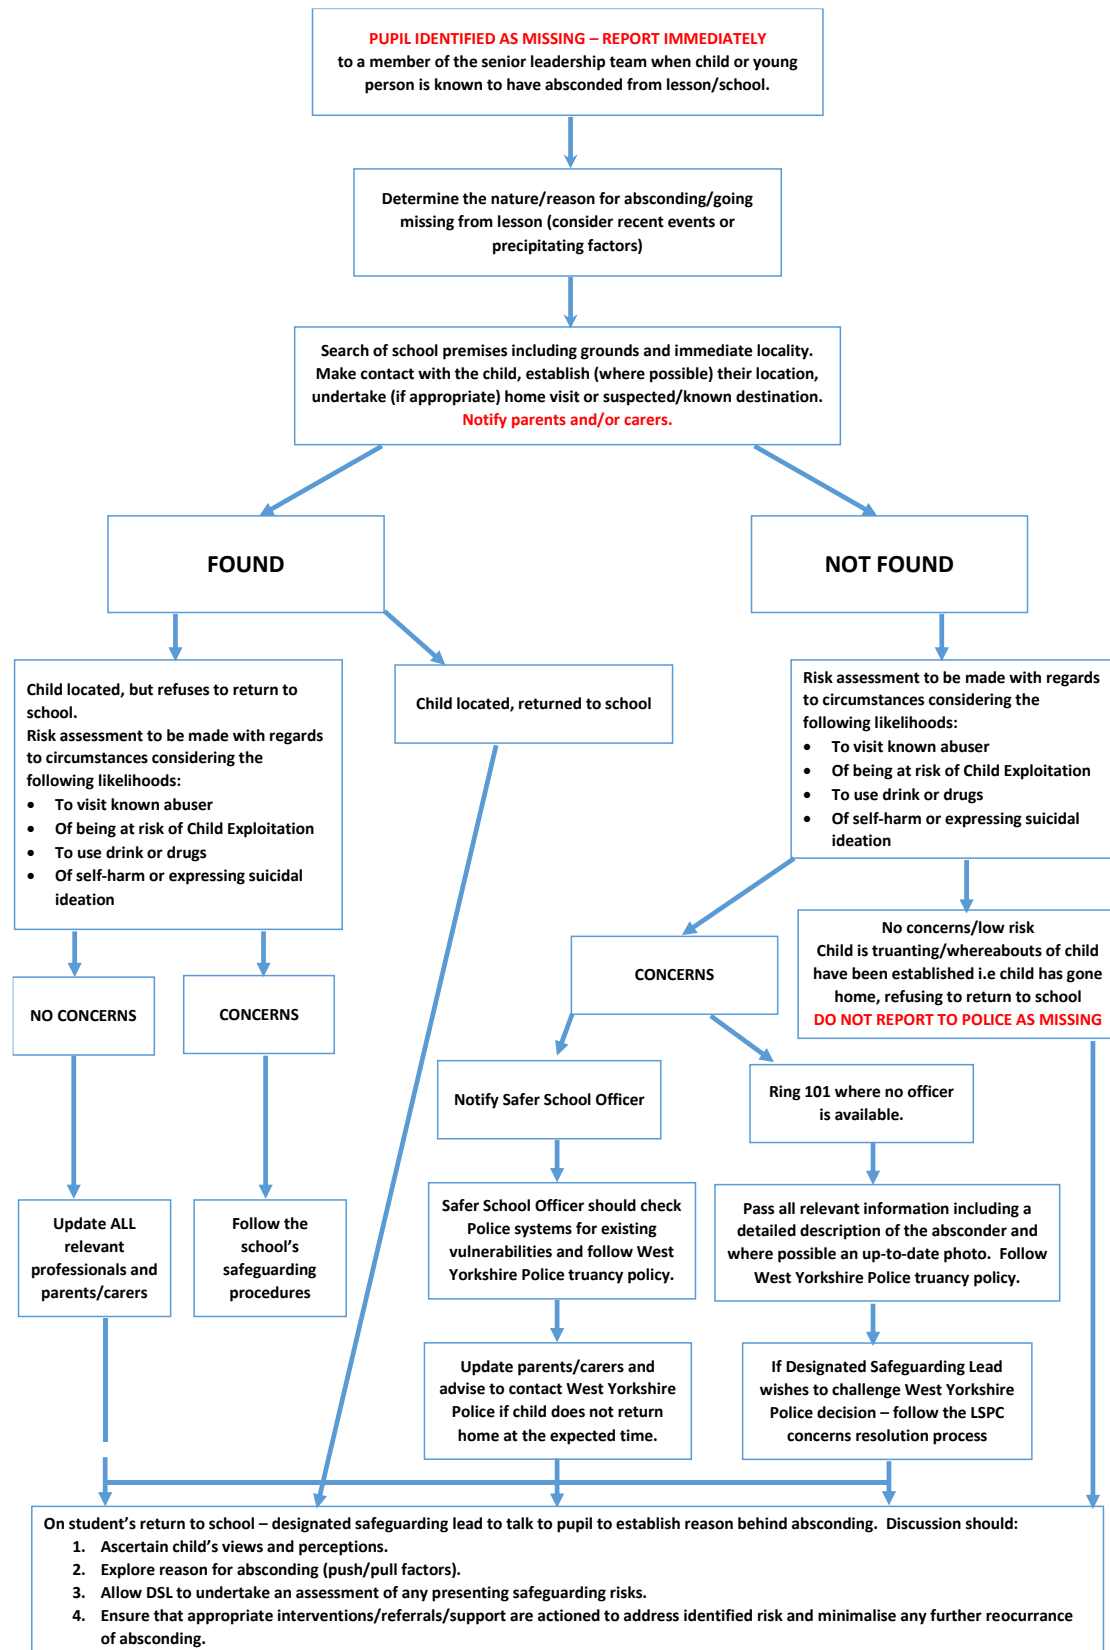 PUPIL IDENTIFIED AS MISSING – REPORT IMMEDIATELY
to a member of the senior leadership team when child or young
person is known to have absconded from lesson/school.
Determine the nature/reason for absconding/going
missing from lesson (consider recent events or
precipitating factors)
Search of school premises including grounds and immediate locality.
Make contact with the child, establish (where possible) their location,
undertake (if appropriate) home visit or suspected/known destination.
Notify parents and/or carers.
FOUND
NOT FOUND
Child located, but refuses to return to
school.
Risk assessment to be made with regards
to circumstances considering the
following likelihoods:
• To visit known abuser
• Of being at risk of Child Exploitation
• To use drink or drugs
• Of self-harm or expressing suicidal
ideation
Child located, returned to school
Risk assessment to be made with regards
to circumstances considering the
following likelihoods:
• To visit known abuser
• Of being at risk of Child Exploitation
• To use drink or drugs
• Of self-harm or expressing suicidal
ideation
NO CONCERNS
CONCERNS
CONCERNS
No concerns/low risk
Child is truanting/whereabouts of child
have been established i.e child has gone
home, refusing to return to school
DO NOT REPORT TO POLICE AS MISSING
Notify Safer School Officer
Ring 101 where no officer
is available.
Update ALL
relevant
professionals and
parents/carers
Follow the
school's
safeguarding
procedures
Safer School Officer should check
Police systems for existing
vulnerabilities and follow West
Yorkshire Police truancy policy.
Pass all relevant information including a
detailed description of the absconder and
where possible an up-to-date photo. Follow
West Yorkshire Police truancy policy.
Update parents/carers and
advise to contact West Yorkshire
Police if child does not return
home at the expected time.
If Designated Safeguarding Lead
wishes to challenge West Yorkshire
Police decision – follow the LSPC
concerns resolution process
On student's return to school – designated safeguarding lead to talk to pupil to establish reason behind absconding. Discussion should:
1. Ascertain child's views and perceptions.
2. Explore reason for absconding (push/pull factors).
3. Allow DSL to undertake an assessment of any presenting safeguarding risks.
4. Ensure that appropriate interventions/referrals/support are actioned to address identified risk and minimalise any further reocurrance
of absconding.